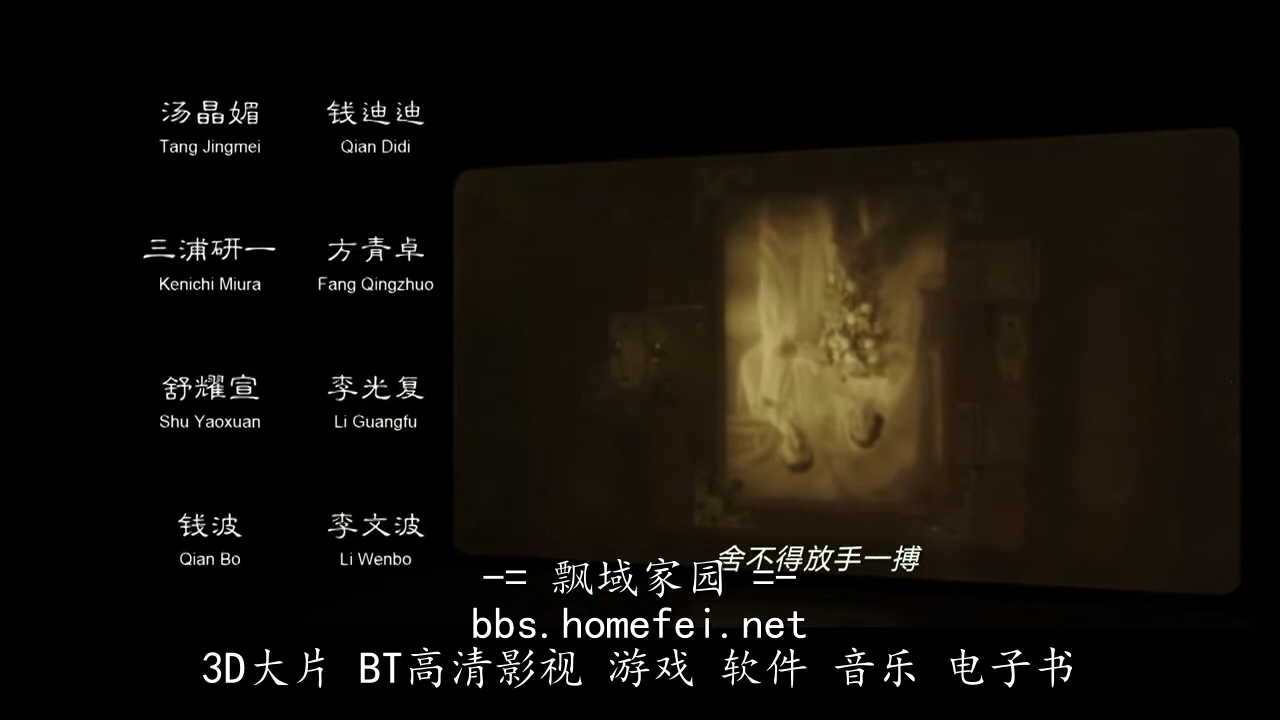 汤晶媚 钱迪迪
Tang Jingmei Qian Didi
三浦研一 方青卓
Kenichi Miura Fang Qingzhuo
舒耀宣 李光复
Shu Yaoxuan Li Guangfu
钱波 李文波
Qian Bo Li Wenbo
舍不得放手一搏
-= 飘域家园 =-
bbs.homefei.net
3D大片 BT高清影视 游戏 软件 音乐 电子书